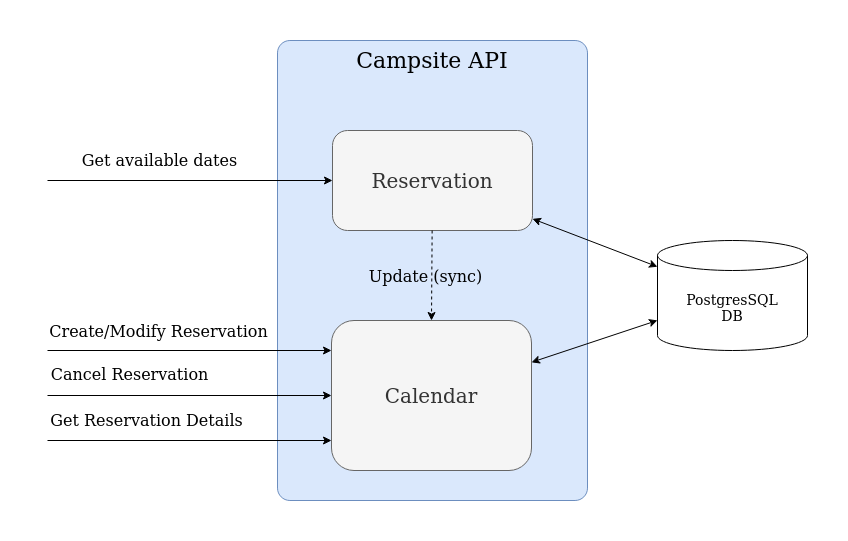 Campsite API
Get available dates
Reservation
Update (sync)
PostgresSQL
DB
Create/Modify Reservation
Cancel Reservation
Calendar
Get Reservation Details